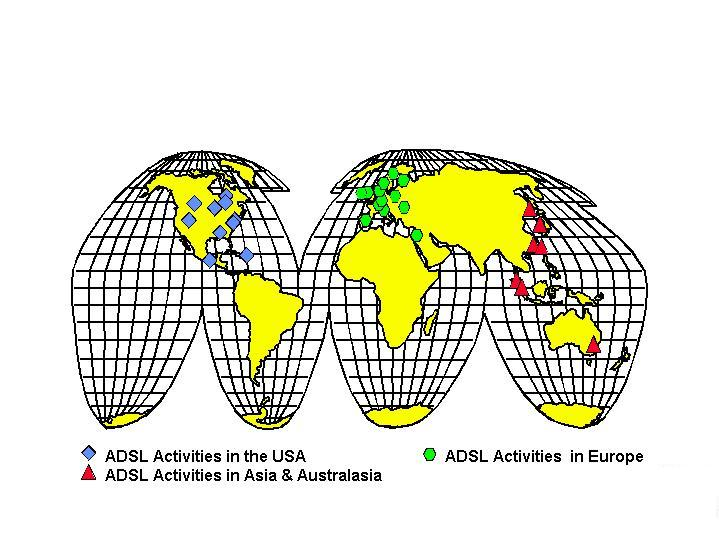 ADSL Activities in the USA
ADSL Activities in Europe
ADSL Activities in Asia & Australasia